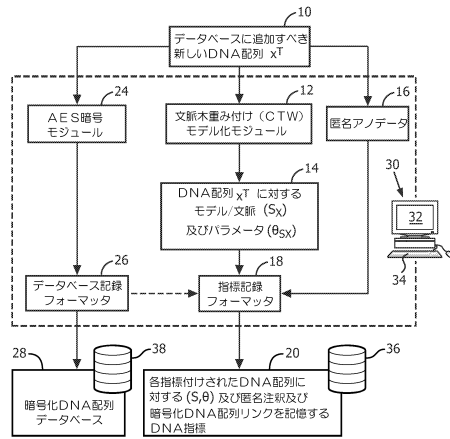 10
データベースに追加すべき
新しいDNA配列 xT
24
AES暗号
モジュール
12
文脈木重み付け(CTW)
モデル化モジュール
16
匿名アノデータ
14
DNA配列xT に対する
モデル/文脈 (SX)
及びパラメータ(θSX)
30
32
34
26
データベース記録
フォーマッタ
18
指標記録
フォーマッタ
28
38
暗号化DNA配列
データベース
20
36
各指標付けされたDNA配列に
対する (S,θ) 及び匿名注釈及び
暗号化DNA配列リンクを記憶する
DNA指標